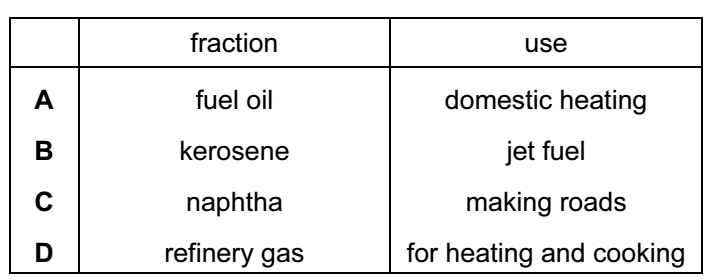 fraction use
A fuel oil domestic heating
B kerosene jet fuel
C naphtha making roads
D refinery gas for heating and cooking